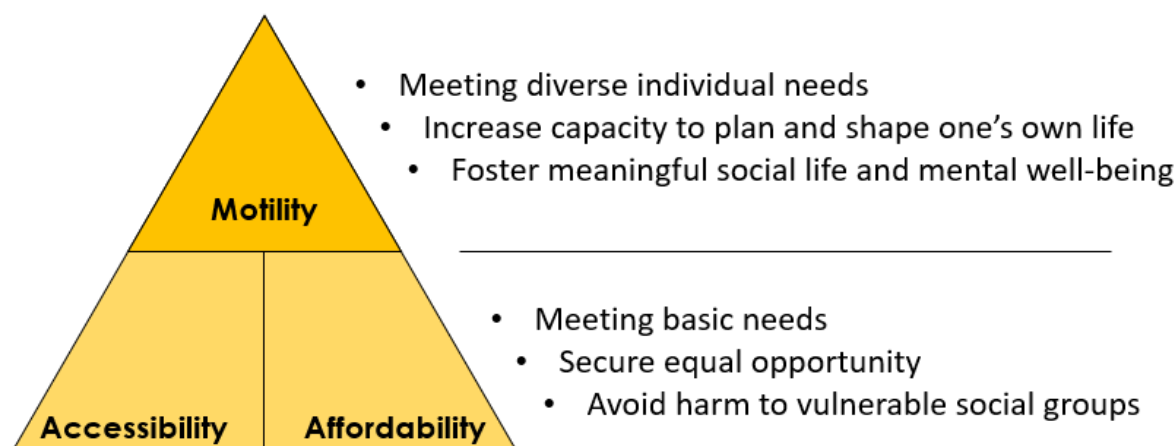 • Meeting diverse individual needs
• Increase capacity to plan and shape one’s own life
• Foster meaningful social life and mental well-being
Motility
• Meeting basic needs
• Secure equal opportunity
• Avoid harm to vulnerable social groups
Accessibility
Affordability